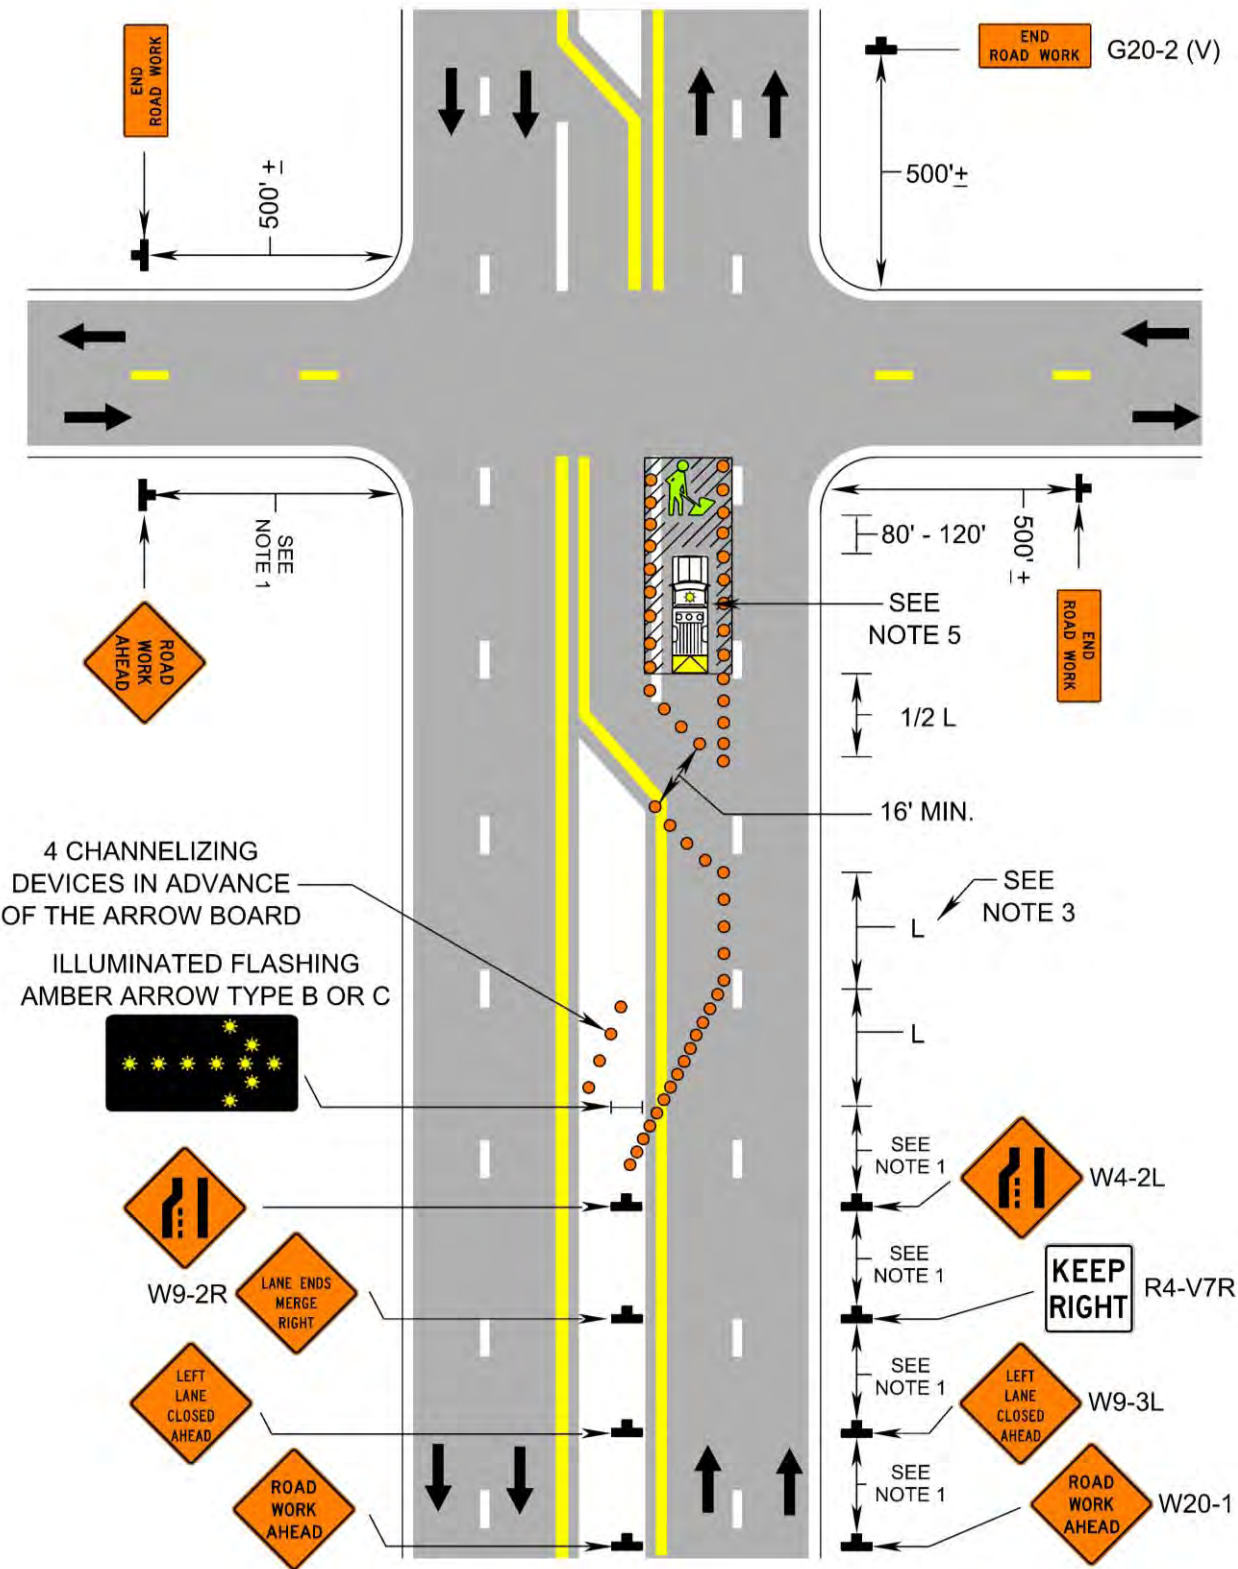 END
ROAD WORK
G20-2 (V)
END
ROAD WORK
500' ±
500'±
SEE
NOTE 1
ROAD
WORK
AHEAD
80' - 120'
500' ±
SEE
NOTE 5
END
ROAD WORK
1/2 L
16' MIN.
4 CHANNELIZING
DEVICES IN ADVANCE
OF THE ARROW BOARD
SEE
NOTE 3
L
ILLUMINATED FLASHING
AMBER ARROW TYPE B OR C
L
SEE
NOTE 1
W4-2L
SEE
NOTE 1
KEEP
RIGHT
R4-V7R
W9-2R
LANE ENDS
MERGE
RIGHT
SEE
NOTE 1
LEFT
LANE
CLOSED
AHEAD
LEFT
LANE
CLOSED
AHEAD
W9-3L
SEE
NOTE 1
ROAD
WORK
AHEAD
ROAD
WORK
AHEAD
W20-1